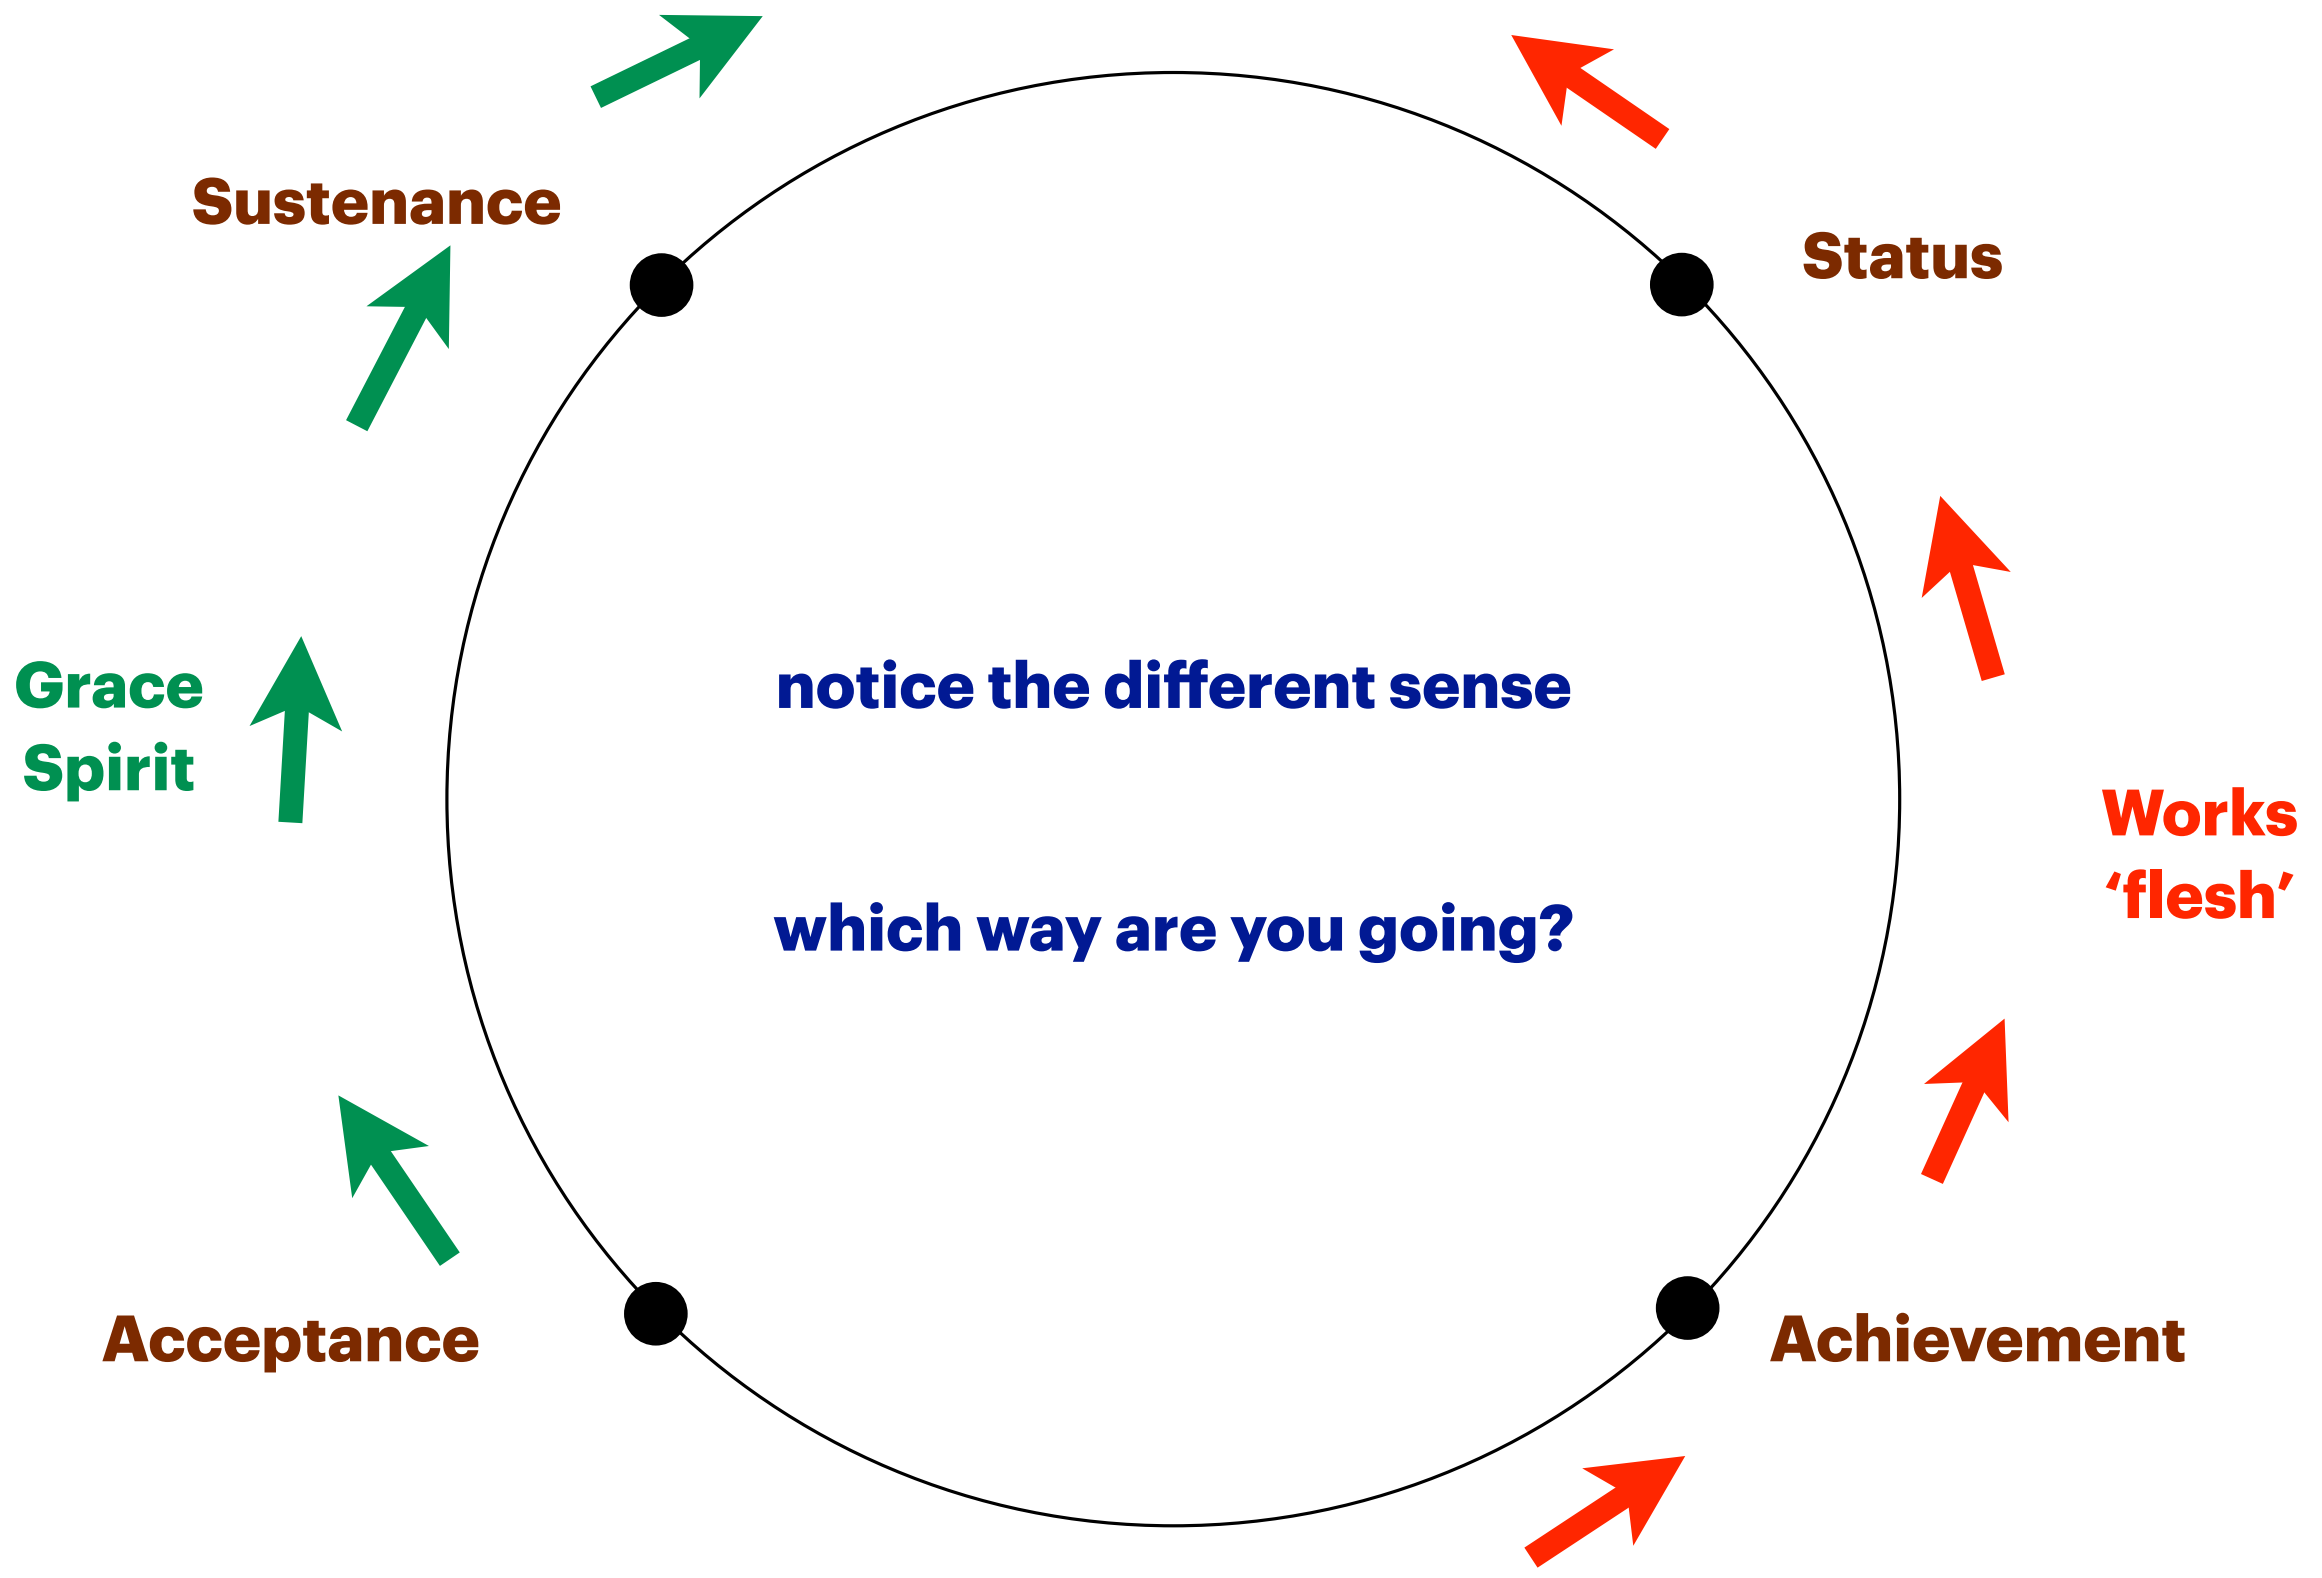 Sustenance
Status
Grace
Spirit
notice the different sense
which way are you going?
Works
‘flesh’
Acceptance
Achievement